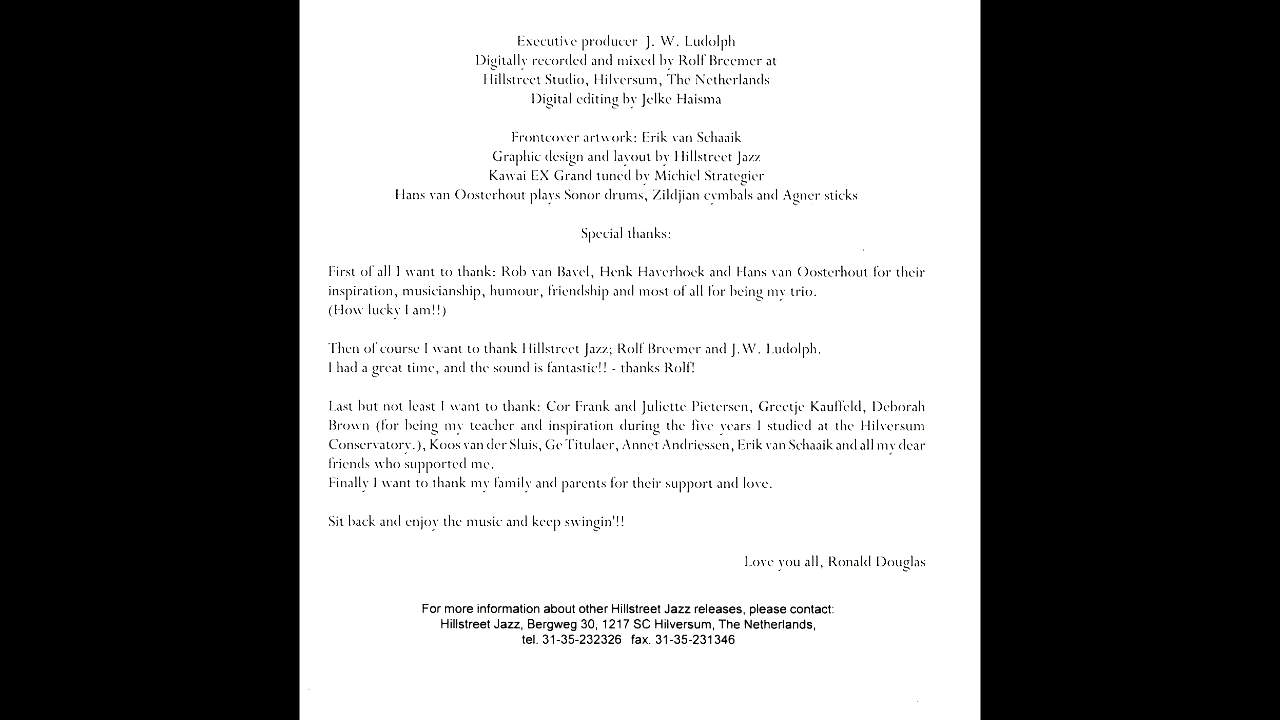 Executive producer J. W. Ludolph
Digitally recorded and mixed by Rolf Breemer at
Hillstreet Studio, Hilversum, The Netherlands
Digital editing by Jelke Haisma
Frontcover artwork: Erik van Schaaik
Graphic design and layout by Hillstreet Jazz
Kawai EX Grand tuned by Michiel Strategier
Hans van Oosterhout plays Sonor drums, Zildjian cymbals and Agner sticks
Special thanks:
First of all I want to thank: Rob van Bavel, Henk Haverhoek and Hans van Oosterhout for their
inspiration, musicianship, humour, friendship and most of all for being my trio.
(How lucky I am!!)
Then of course I want to thank Hillstreet Jazz; Rolf Breemer and J.W. Ludolph.
I had a great time, and the sound is fantastic!! - thanks Rolf!
Last but not least I want to thank: Cor Frank and Juliette Pietersen, Greetje Kauffeld, Deborah
Brown (for being my teacher and inspiration during the five years I studied at the Hilversum
Conservatory.), Koos van der Sluis, Ge Titulaer, Annet Andriessen, Erik van Schaaik and all my dear
friends who supported me.
Finally I want to thank my family and parents for their support and love.
Sit back and enjoy the music and keep swingin'!!
Love you all, Ronald Douglas
For more information about other Hillstreet Jazz releases, please contact:
Hillstreet Jazz, Bergweg 30, 1217 SC Hilversum, The Netherlands,
tel. 31-35-232326 fax. 31-35-231346